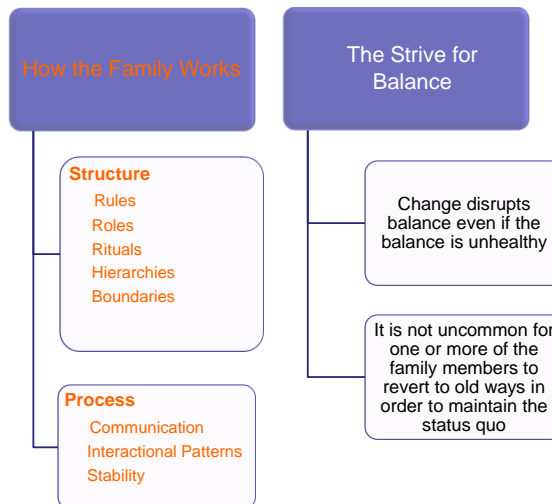 How the Family Works
Structure
Rules
Roles
Rituals
Hierarchies
Boundaries
Process
Communication
Interactional Patterns
Stability
The Strive for
Balance
Change disrupts
balance even if the
balance is unhealthy
It is not uncommon for
one or more of the
family members to
revert to old ways in
order to maintain the
status quo